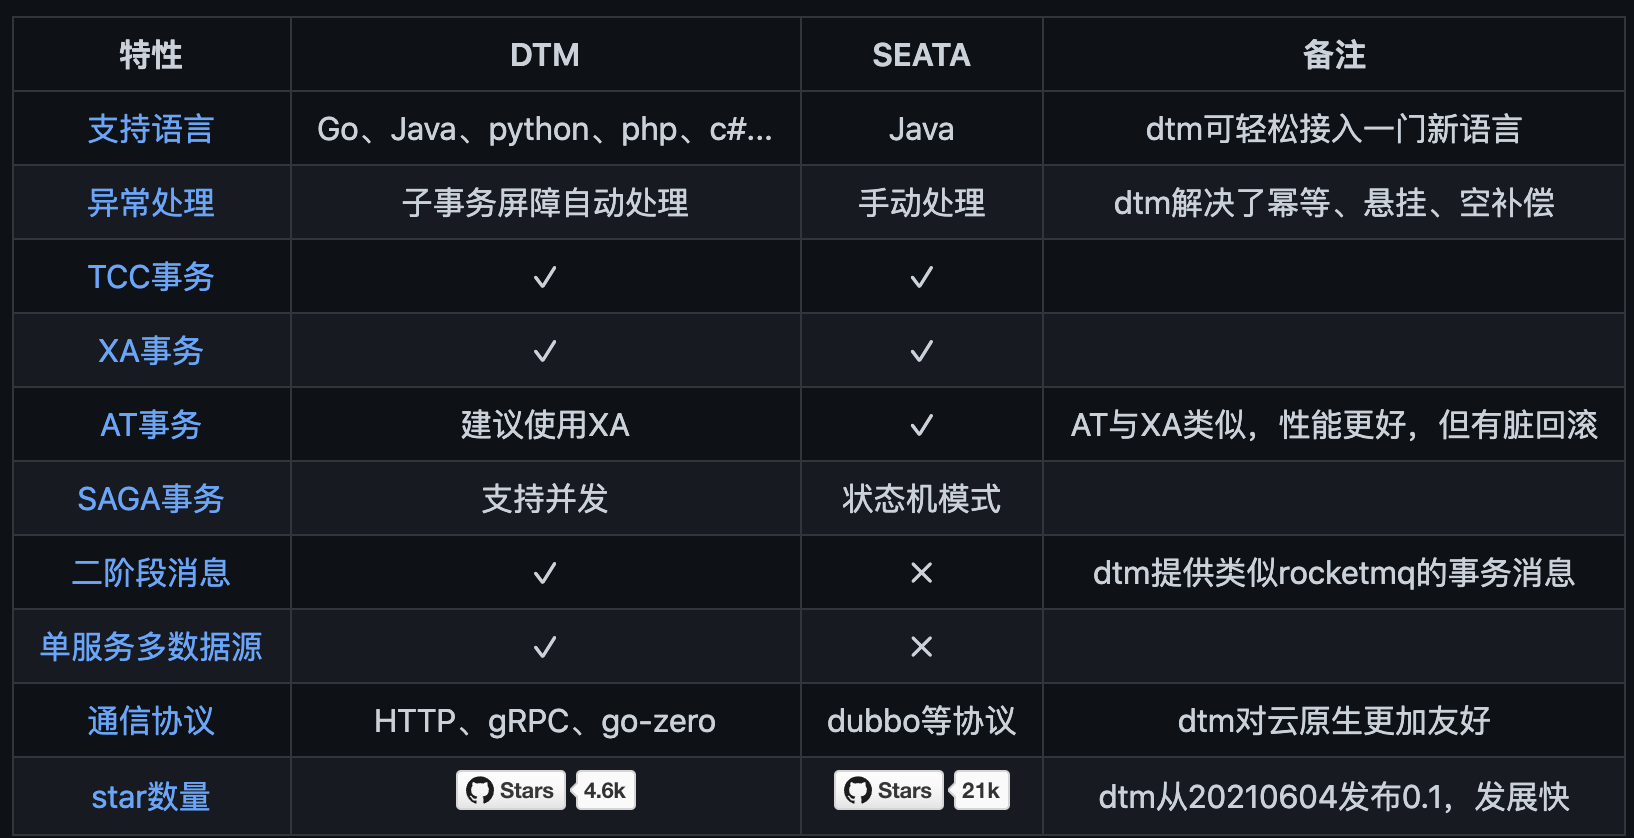 特性 DTM SEATA 备注
支持语言 Go、Java、python、php、c#... Java dtm可轻松接入一门新语言
异常处理 子事务屏障自动处理 手动处理 dtm解决了幂等、悬挂、空补偿
TCC事务 ✓ ✓
XA事务 ✓ ✓
AT事务 建议使用XA ✓ AT与XA类似，性能更好，但有脏回滚
SAGA事务 支持并发 状态机模式
二阶段消息 ✓ ✕ dtm提供类似rocketmq的事务消息
单服务多数据源 ✓ ✕
通信协议 HTTP、gRPC、go-zero dubbo等协议 dtm对云原生更加友好
star数量 Stars 4.6k Stars 21k dtm从20210604发布0.1，发展快